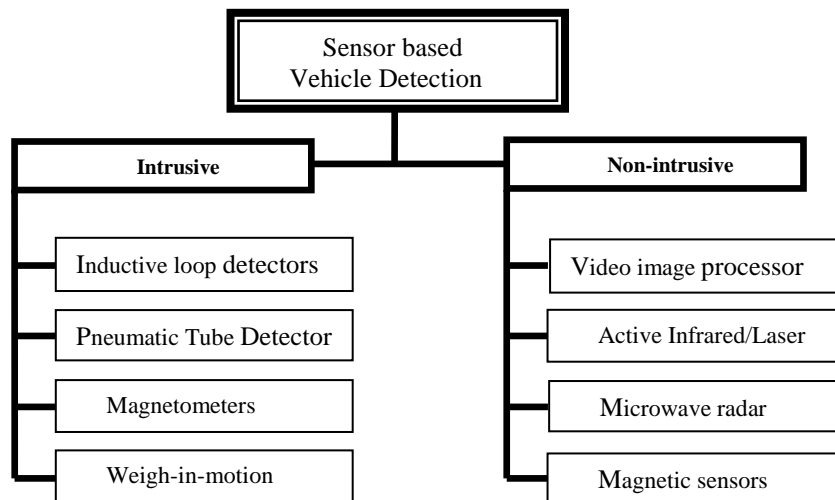 Sensor based
Vehicle Detection
Intrusive
Non-intrusive
Inductive loop detectors
Pneumatic Tube Detector
Magnetometers
Weigh-in-motion
Video image processor
Active Infrared/Laser
Microwave radar
Magnetic sensors